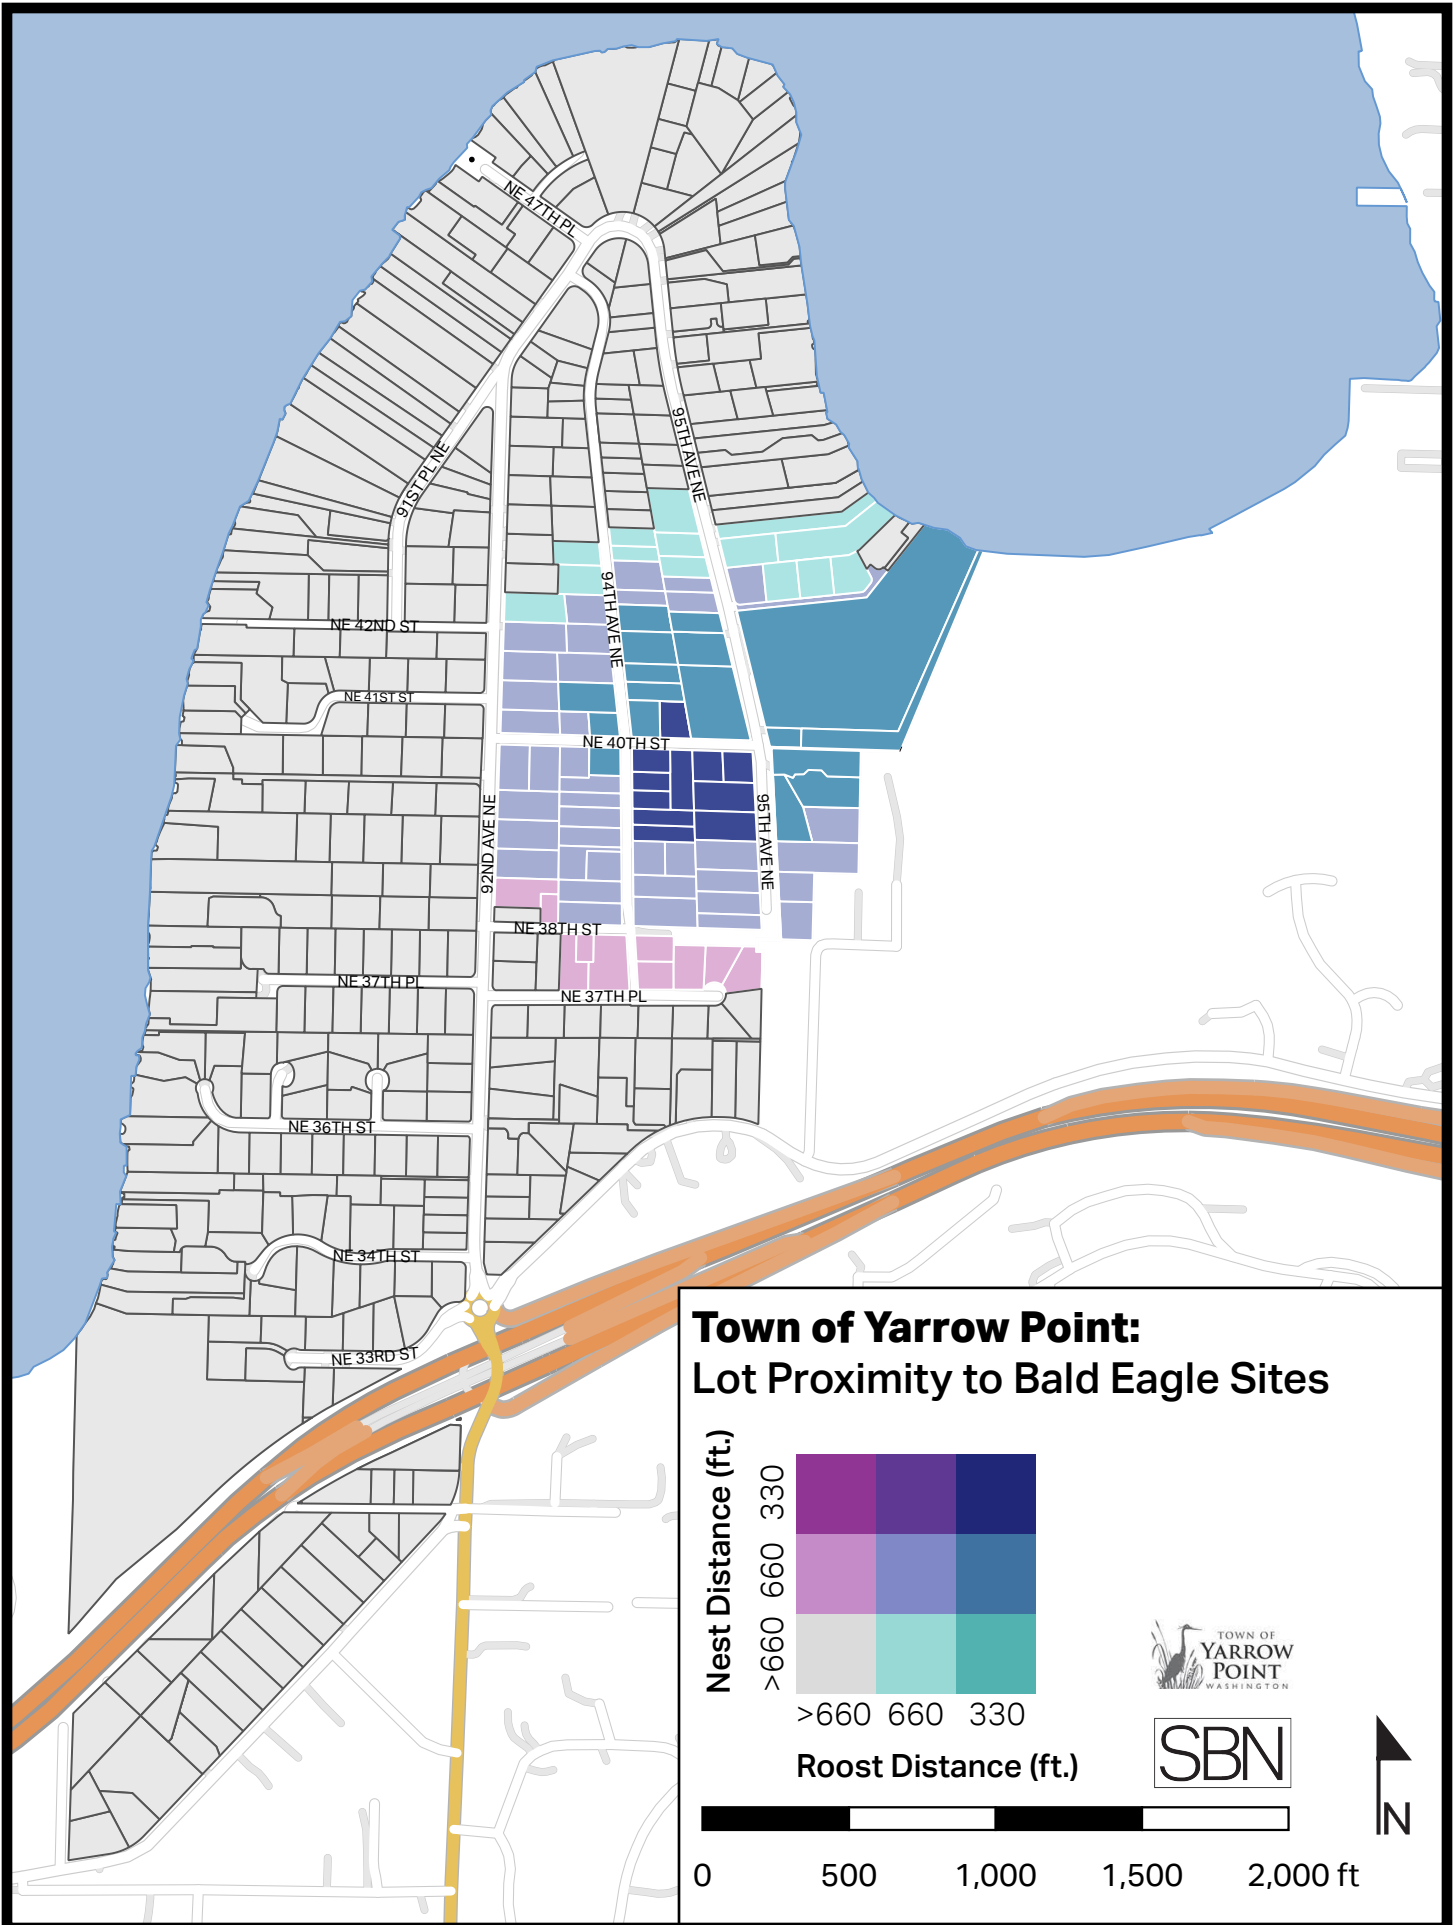 NE 47TH PL
95TH AVE NE
91ST PL NE
94TH AVE NE
NE 42ND ST
NE 41ST ST
NE 40TH ST
92ND AVE NE
95TH AVE NE
NE 38TH ST
NE 37TH PL
NE 37TH PL
NE 36TH ST
NE 34TH ST
NE 33RD ST
Town of Yarrow Point:
Lot Proximity to Bald Eagle Sites
Nest Distance (ft.)
330
660
>660
>660 660 330
Roost Distance (ft.)
TOWN OF
YARROW
POINT
WASHINGTON
SBN
N
0 500 1,000 1,500 2,000 ft